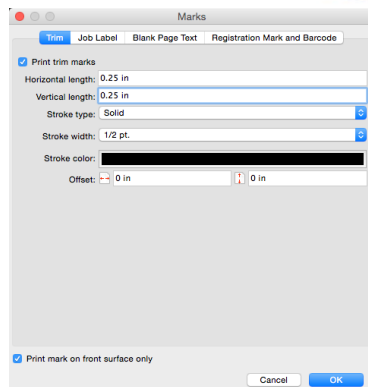 Marks
Trim Job Label Blank Page Text Registration Mark and Barcode
Print trim marks
Horizontal length: 0.25 in
Vertical length: 0.25 in
Stroke type: Solid
Stroke width: 1/2 pt.
Stroke color:
Offset: 0 in 0 in
Print mark on front surface only
Cancel OK